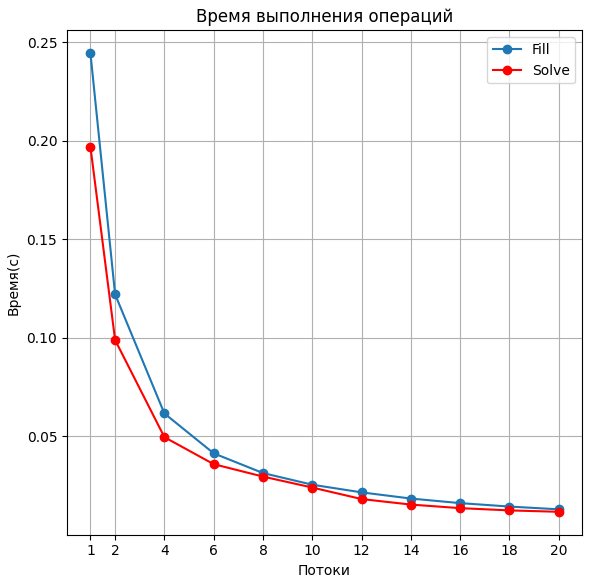 Время выполнения операций
Fill
Solve
0.25
0.20
0.15
0.10
0.05
Время(с)
1 2 4 6 8 10 12 14 16 18 20
Потоки